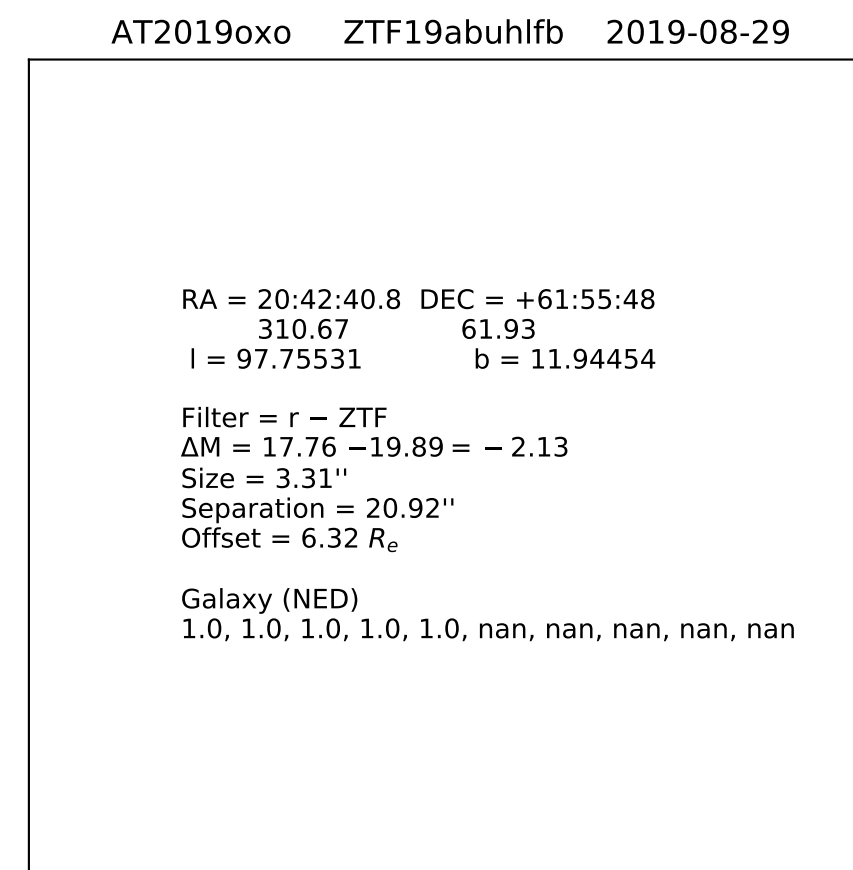 AT2019oxo ZTF19abuhlfb 2019-08-29
RA = 20:42:40.8 DEC = +61:55:48
310.67 61.93
l = 97.75531 b = 11.94454
Filter = r − ZTF
ΔM = 17.76 −19.89 = − 2.13
Size = 3.31''
Separation = 20.92''
Offset = 6.32 Re
Galaxy (NED)
1.0, 1.0, 1.0, 1.0, 1.0, nan, nan, nan, nan, nan